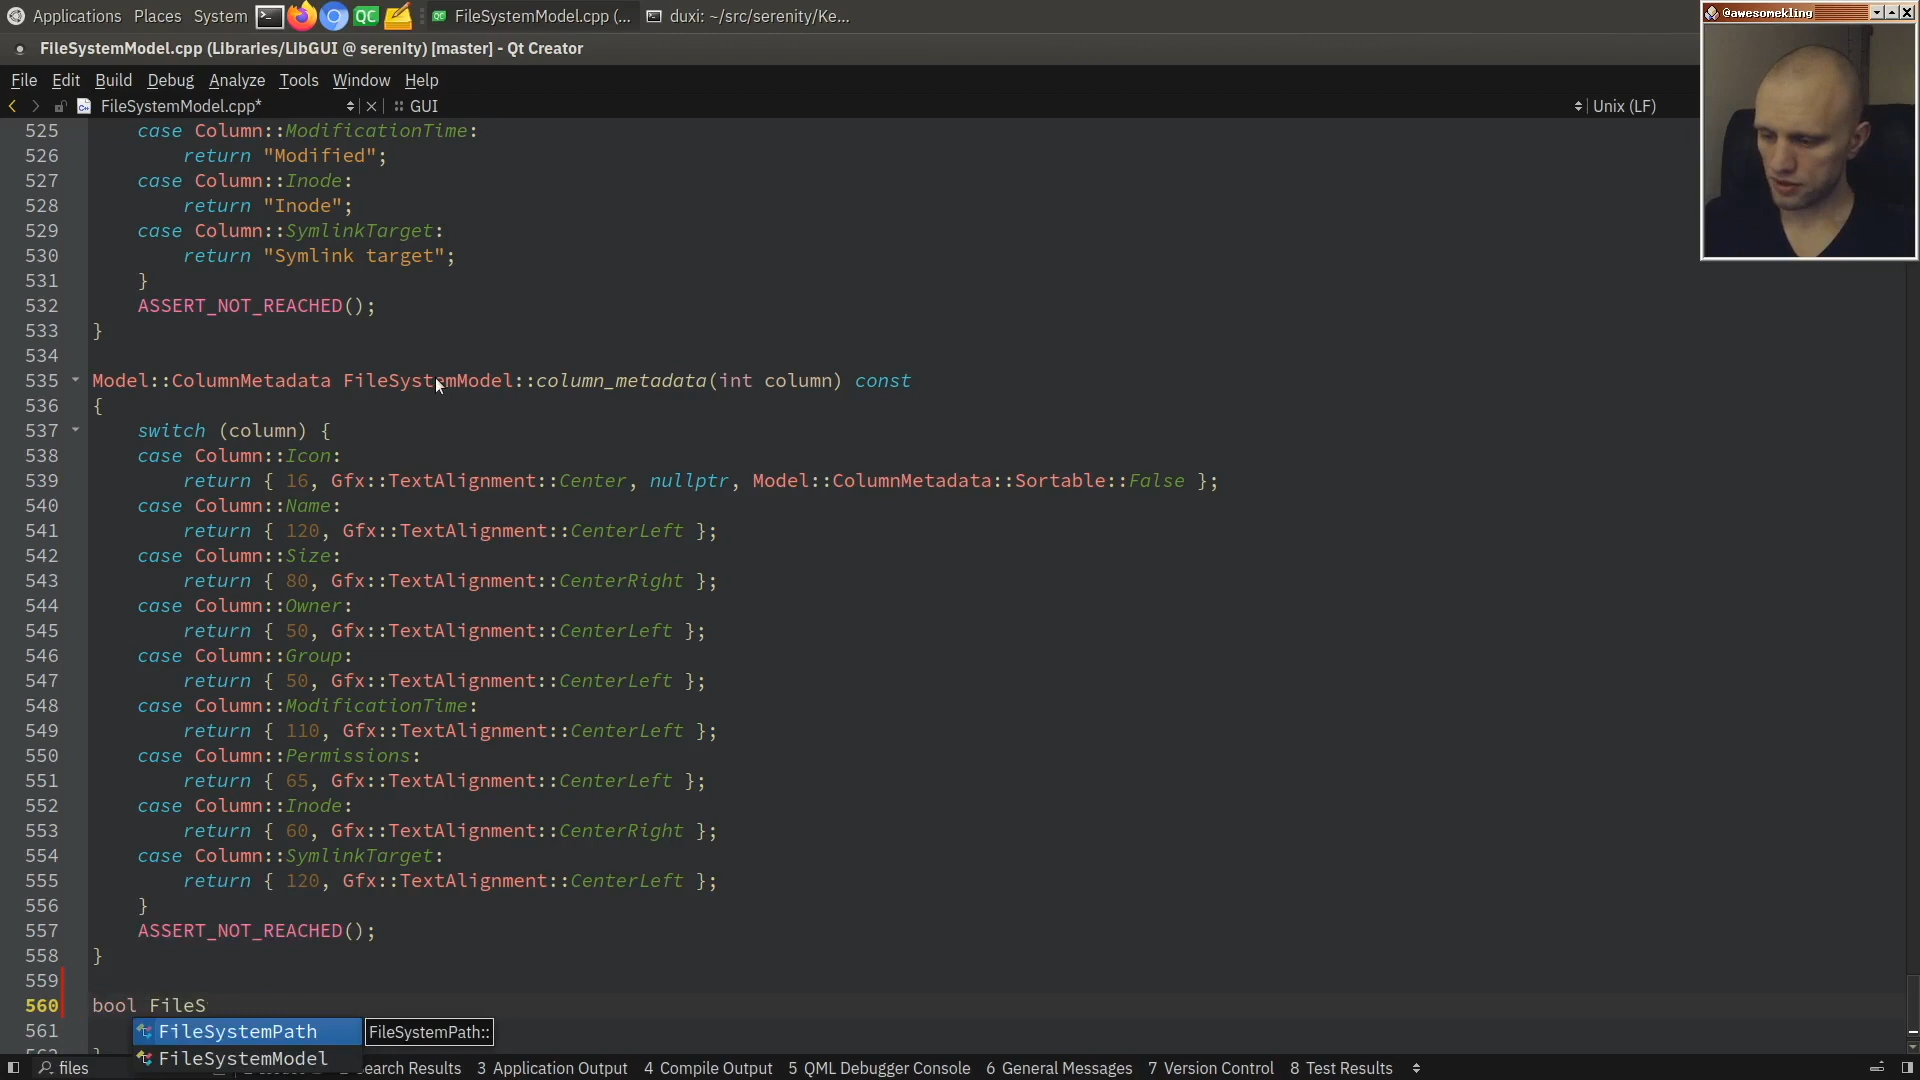 Applications Places System FileSystemModel.cpp (... duxi: ~/src/serenity/Ke...
@awesomekling
FileSystemModel.cpp (Libraries/LibGUI @ serenity) [master] - Qt Creator
File Edit Build Debug Analyze Tools Window Help
FileSystemModel.cpp* GUI Unix (LF)
525 case Column::ModificationTime:
526 return "Modified";
527 case Column::Inode:
528 return "Inode";
529 case Column::SymlinkTarget:
530 return "Symlink target";
531 }
532 ASSERT_NOT_REACHED();
533 }
534
535 Model::ColumnMetadata FileSystemModel::column_metadata(int column) const
536 {
537 switch (column) {
538 case Column::Icon:
539 return { 16, Gfx::TextAlignment::Center, nullptr, Model::ColumnMetadata::Sortable::False };
540 case Column::Name:
541 return { 120, Gfx::TextAlignment::CenterLeft };
542 case Column::Size:
543 return { 80, Gfx::TextAlignment::CenterRight };
544 case Column::Owner:
545 return { 50, Gfx::TextAlignment::CenterLeft };
546 case Column::Group:
547 return { 50, Gfx::TextAlignment::CenterLeft };
548 case Column::ModificationTime:
549 return { 110, Gfx::TextAlignment::CenterLeft };
550 case Column::Permissions:
551 return { 65, Gfx::TextAlignment::CenterLeft };
552 case Column::Inode:
553 return { 60, Gfx::TextAlignment::CenterRight };
554 case Column::SymlinkTarget:
555 return { 120, Gfx::TextAlignment::CenterLeft };
556 }
557 ASSERT_NOT_REACHED();
558 }
559
560 bool FileS
561 FileSystemPath FileSystemPath::
FileSystemModel
files Search Results 3 Application Output 4 Compile Output 5 QML Debugger Console 6 General Messages 7 Version Control 8 Test Results